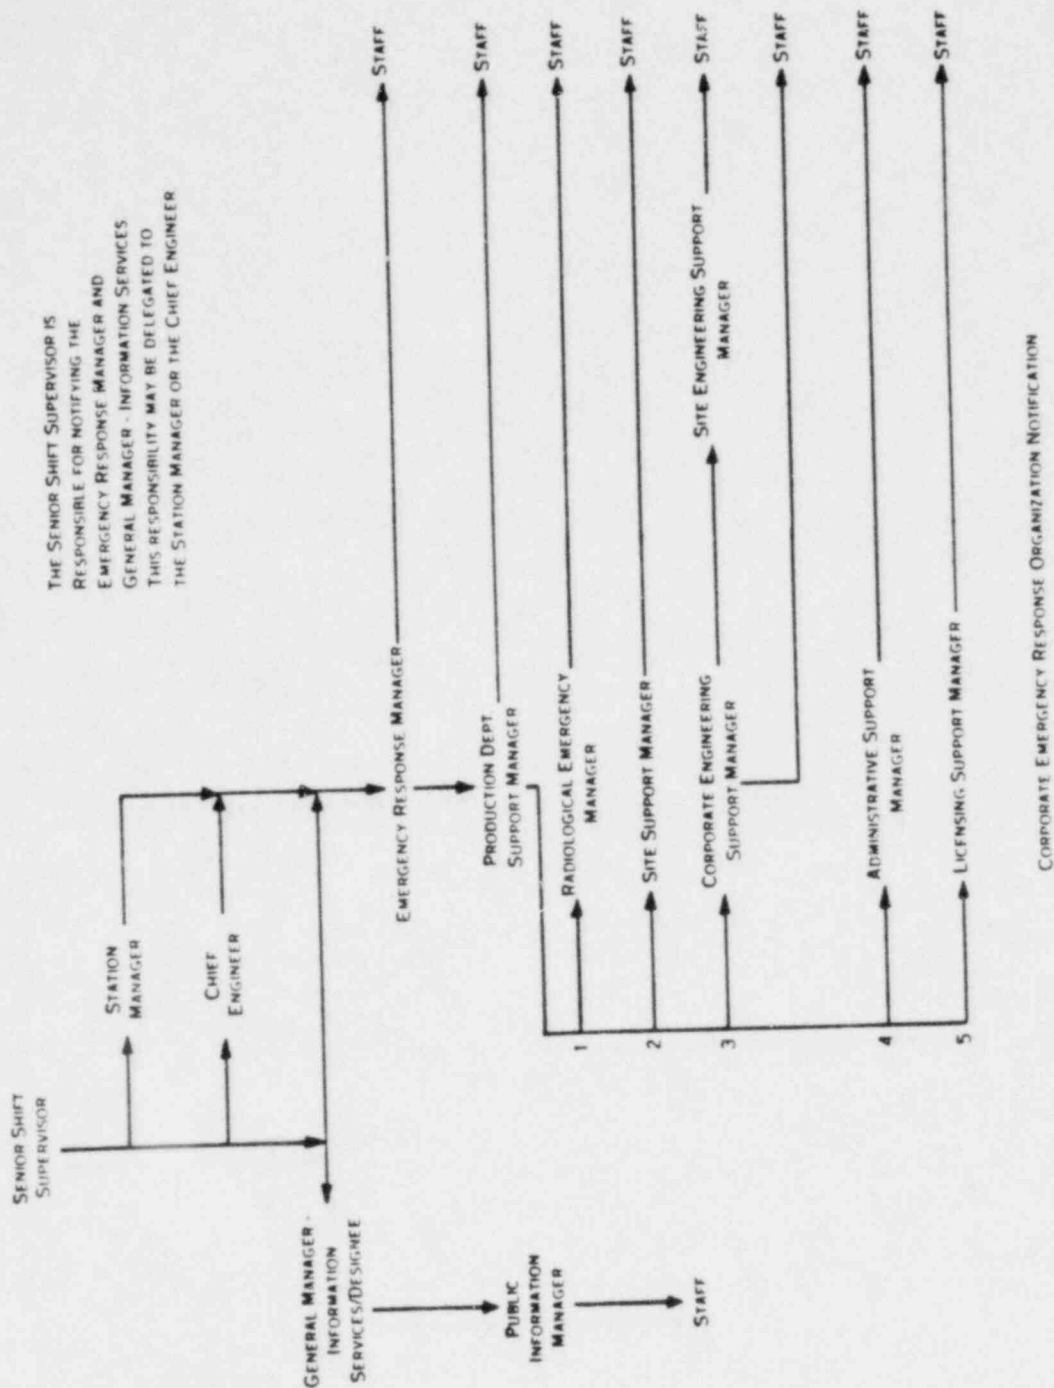 SENIOR SHIFT
SUPERVISOR
THE SENIOR SHIFT SUPERVISOR IS
RESPONSIBLE FOR NOTIFYING THE
EMERGENCY RESPONSE MANAGER AND
GENERAL MANAGER - INFORMATION SERVICES
THIS RESPONSIBILITY MAY BE DELEGATED TO
THE STATION MANAGER OR THE CHIEF ENGINEER
STATION
MANAGER
CHIEF
ENGINEER
GENERAL MANAGER -
INFORMATION
SERVICES/DESIGNEE
EMERGENCY RESPONSE MANAGER
STAFF
PUBLIC
INFORMATION
MANAGER
STAFF
PRODUCTION DEPT.
SUPPORT MANAGER
STAFF
1
RADIOLOGICAL EMERGENCY
MANAGER
STAFF
2
SITE SUPPORT MANAGER
STAFF
3
CORPORATE ENGINEERING
SUPPORT MANAGER
SITE ENGINEERING SUPPORT
MANAGER
STAFF
STAFF
4
ADMINISTRATIVE SUPPORT
MANAGER
STAFF
5
LICENSING SUPPORT MANAGER
STAFF
CORPORATE EMERGENCY RESPONSE ORGANIZATION NOTIFICATION